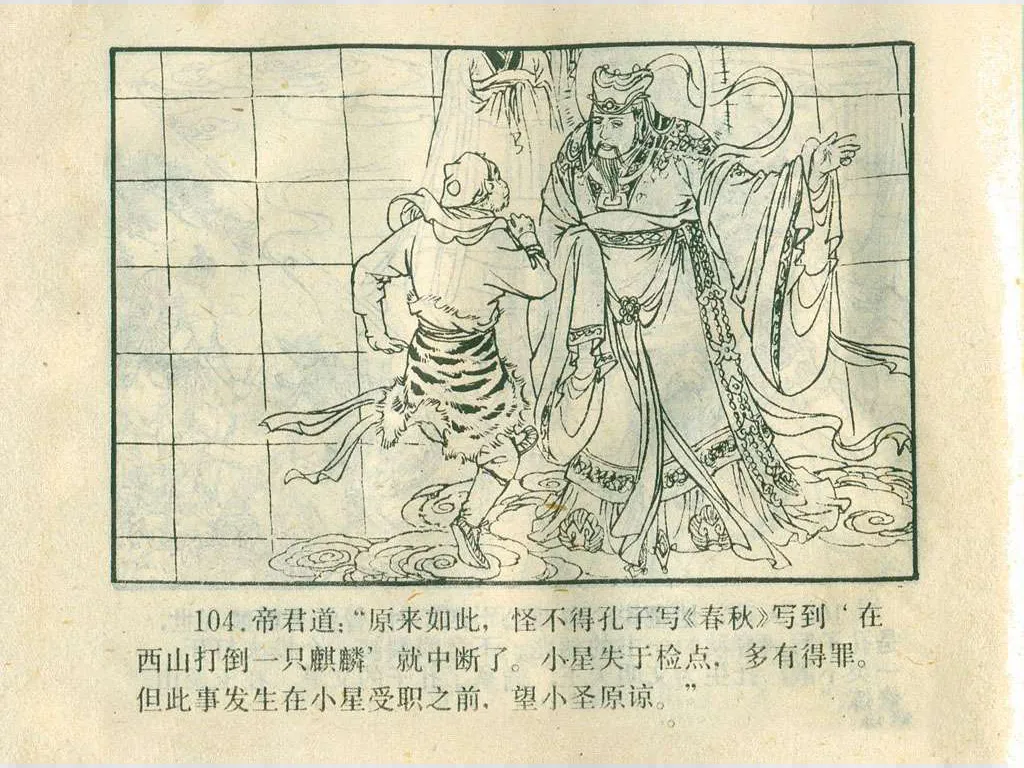 104.帝君道:“原来如此,怪不得孔子写《春秋》写到‘在
西山打倒一只麒麟’就中断了。小星失于检点,多有得罪。
但此事发生在小星受职之前,望小圣原谅。”